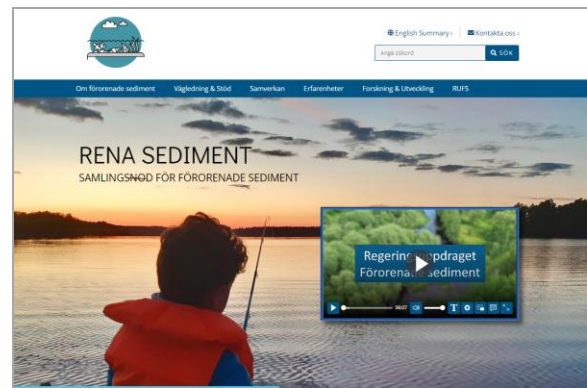 English Summary ›
Kontakta oss ›
Ange sökord
SÖK
Om förorenade sediment Vägledning & Stöd Samverkan Erfarenheter Forskning & Utveckling RUFS
RENA SEDIMENT
SAMLINGSNOD FÖR FÖRORENADE SEDIMENT
Regeringsuppdraget
Förorenade sediment
T